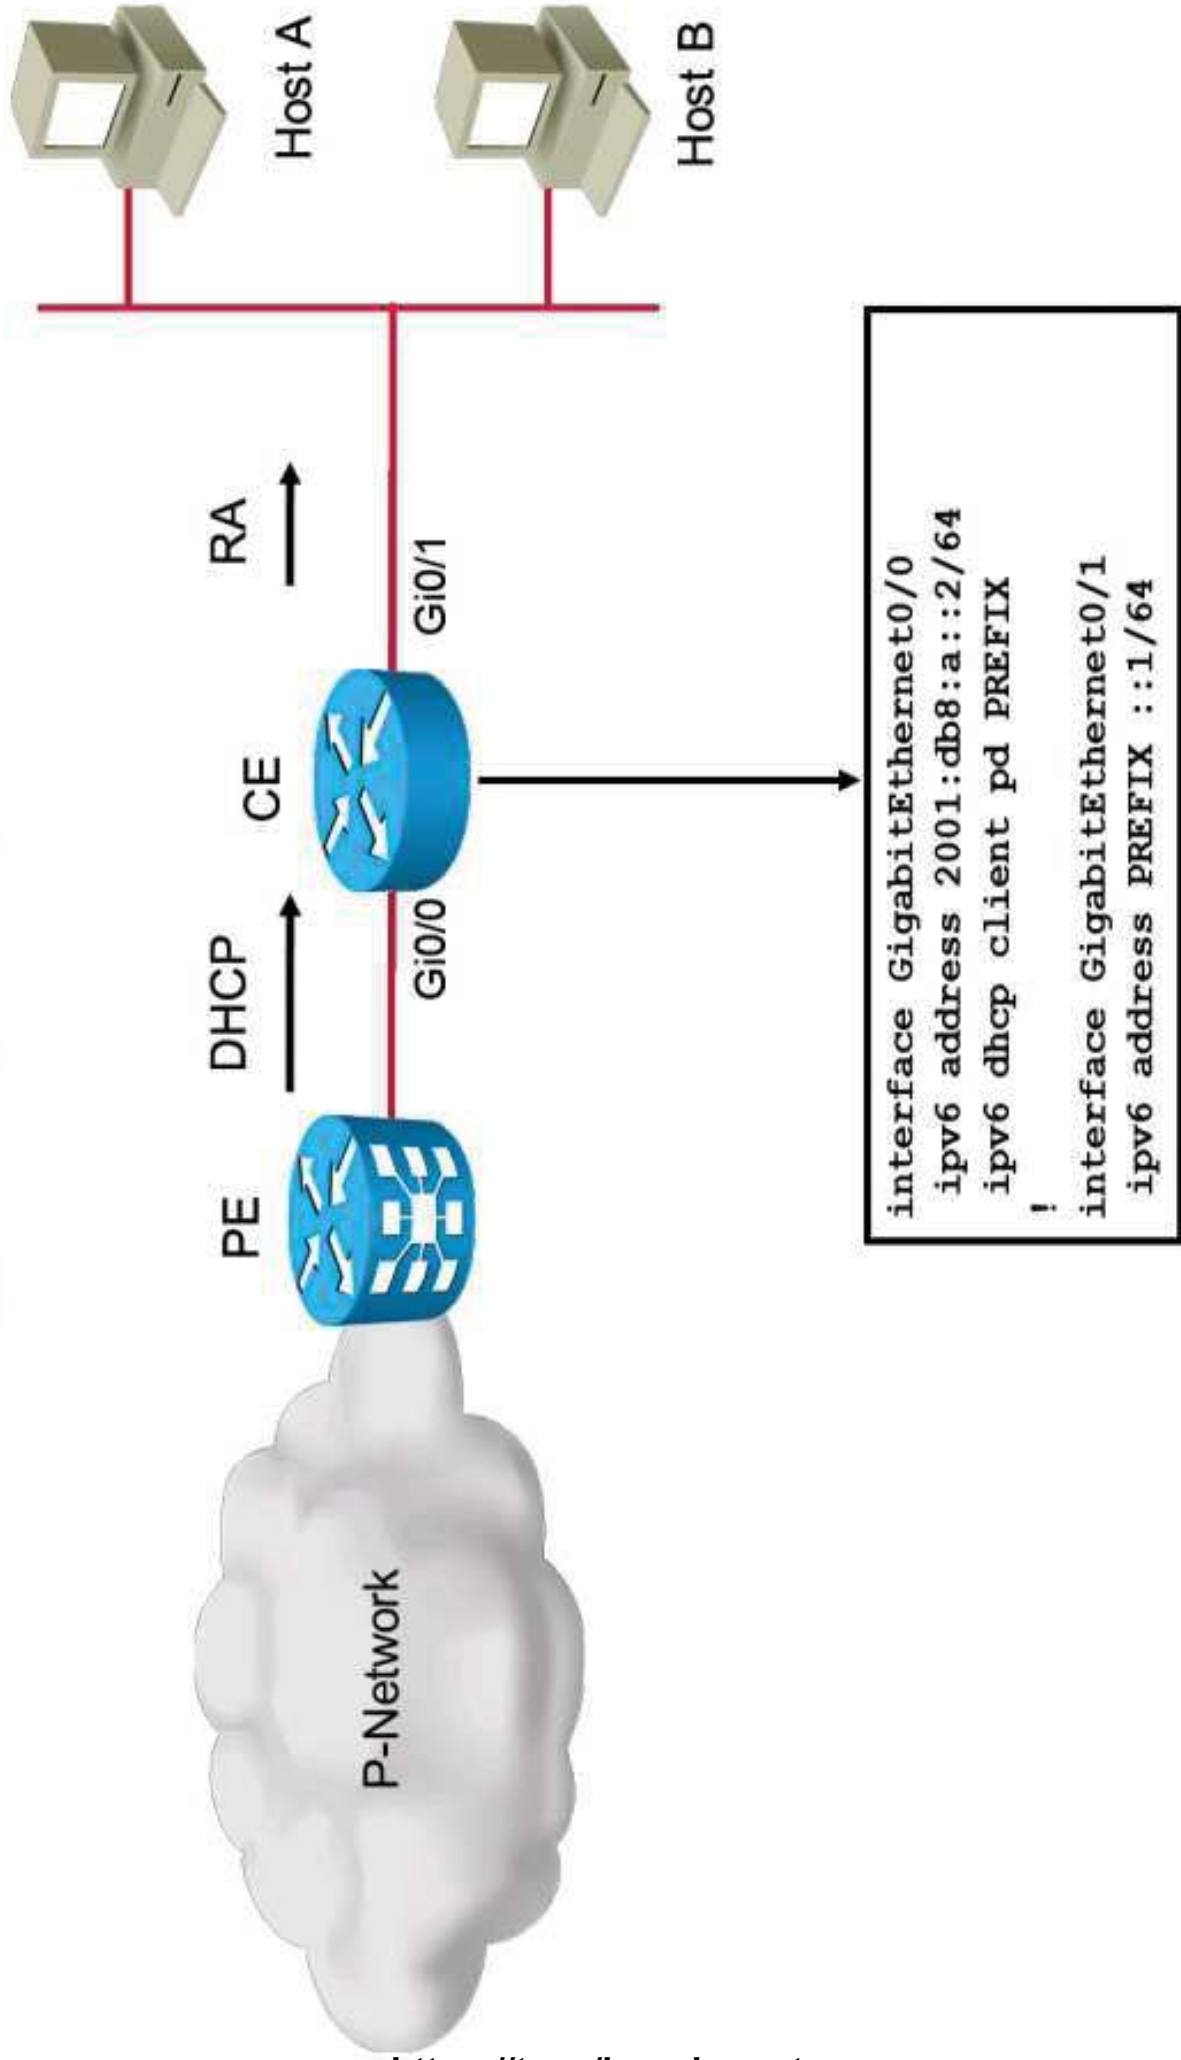 P-Network
PE
DHCP
Gi0/0
CE
RA
Gi0/1
Host A
Host B
interface GigabitEthernet0/0
ipv6 address 2001:db8:a::2/64
ipv6 dhcp client pd PREFIX
!
interface GigabitEthernet0/1
ipv6 address PREFIX ::1/64